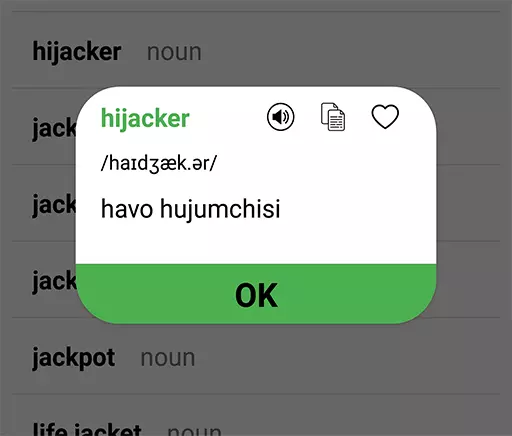 hijacker noun
hijacker
/haɪdʒæk.ər/
jack
havo hujumchisi
jack
jack
OK
jackpot noun
life jacket noun